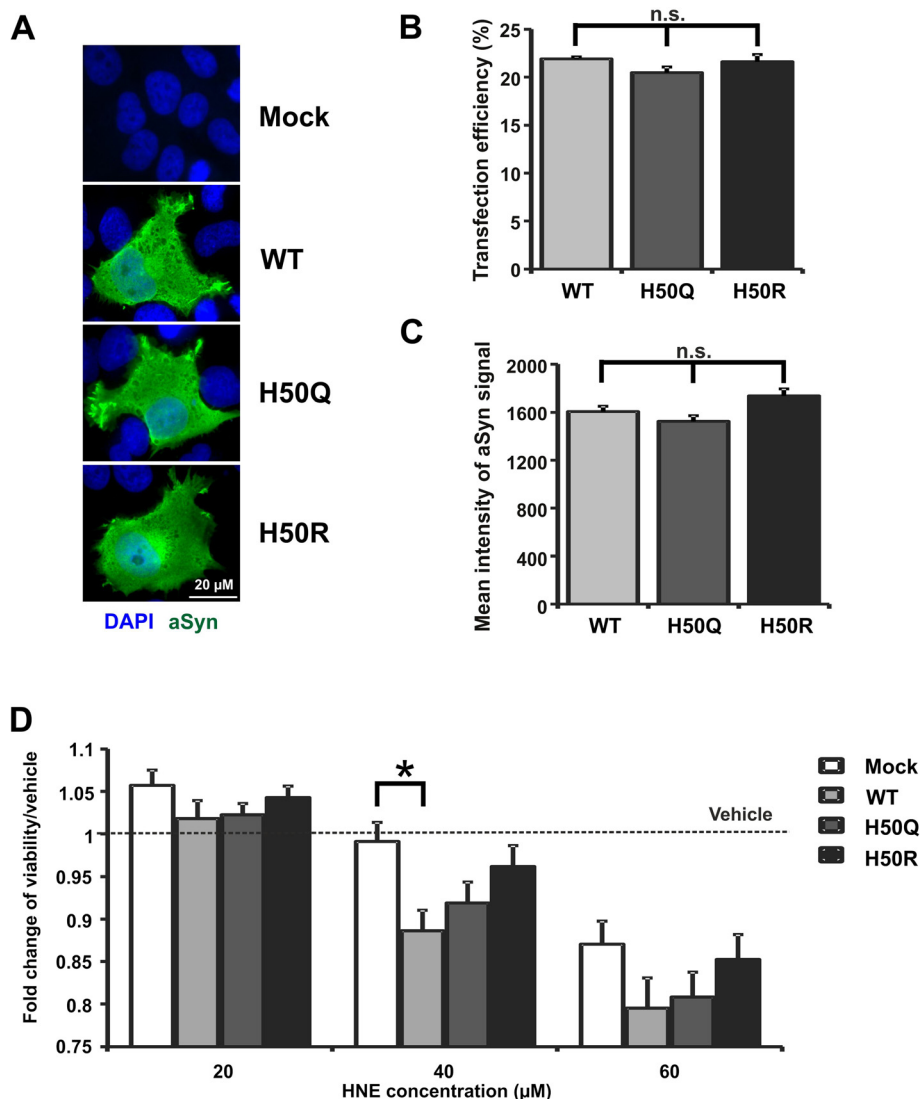 A
Mock
WT
H50Q
H50R
20 µM
DAPI aSyn
B
Transfection efficiency (%)
n.s.
25
20
15
10
5
0
WT H50Q H50R
C
Mean intensity of aSyn signal
n.s.
2000
1600
1200
800
400
0
WT H50Q H50R
D
Fold change of viability/vehicle
1.1
1.05
1
0.95
0.9
0.85
0.8
0.75
*
Vehicle
20 40 60
HNE concentration (µM)
Mock
WT
H50Q
H50R